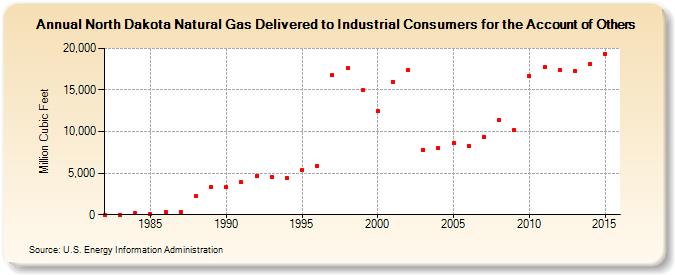 Annual North Dakota Natural Gas Delivered to Industrial Consumers for the Account of Others
Million Cubic Feet
20,000
15,000
10,000
5,000
0
1985 1990 1995 2000 2005 2010 2015
Source: U.S. Energy Information Administration